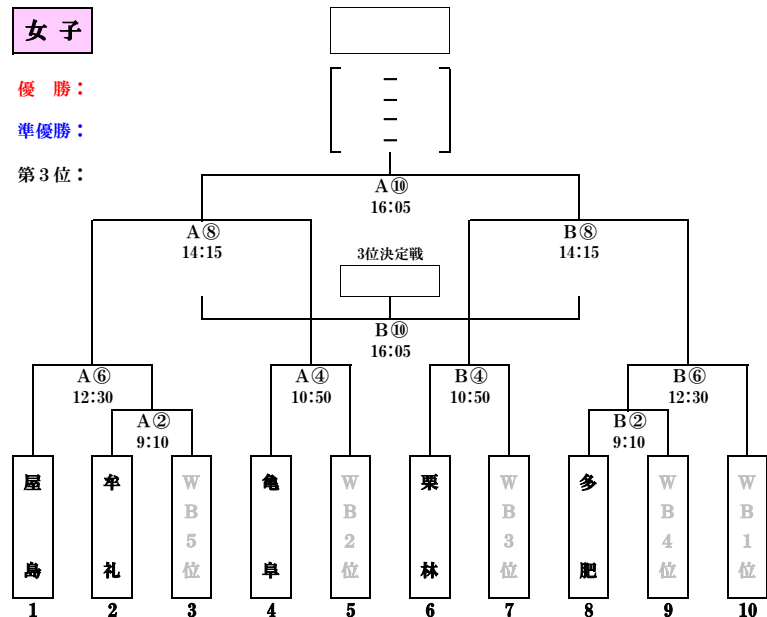 女 子
優　勝：
準優勝：
第３位：
ー
ー
ー
ー
A⑩
16:05
A⑧
14:15
B⑧
14:15
3位決定戦
B⑩
16:05
A⑥
12:30
A④
10:50
B④
10:50
B⑥
12:30
A②
9:10
B②
9:10
屋島
牟礼
WB5位
亀阜
WB2位
栗林
WB3位
多肥
WB4位
WB1位
1 2 3 4 5 6 7 8 9 10